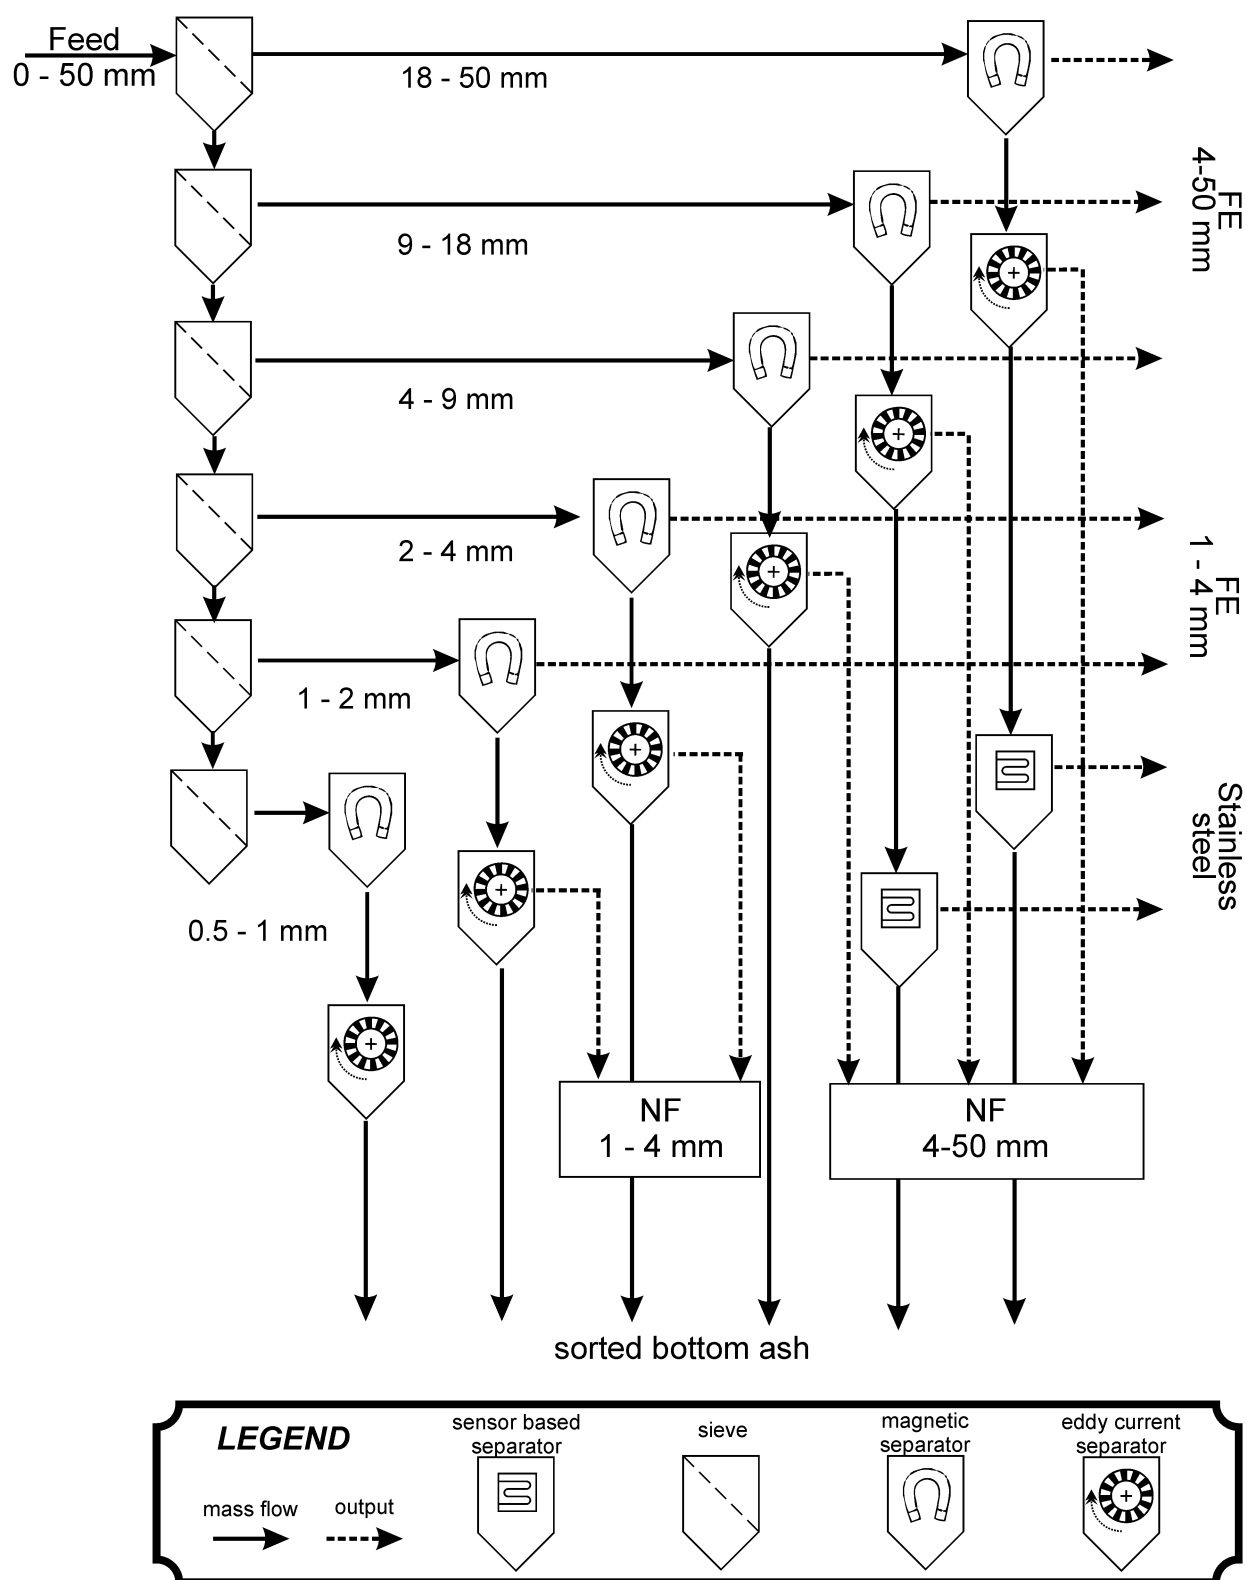 Feed
0 - 50 mm
18 - 50 mm
FE
4-50 mm
9 - 18 mm
4 - 9 mm
2 - 4 mm
FE
1 - 4 mm
1 - 2 mm
Stainless
steel
0.5 - 1 mm
NF
1 - 4 mm
NF
4-50 mm
sorted bottom ash
LEGEND
mass flow
output
sensor based
separator
sieve
magnetic
separator
eddy current
separator